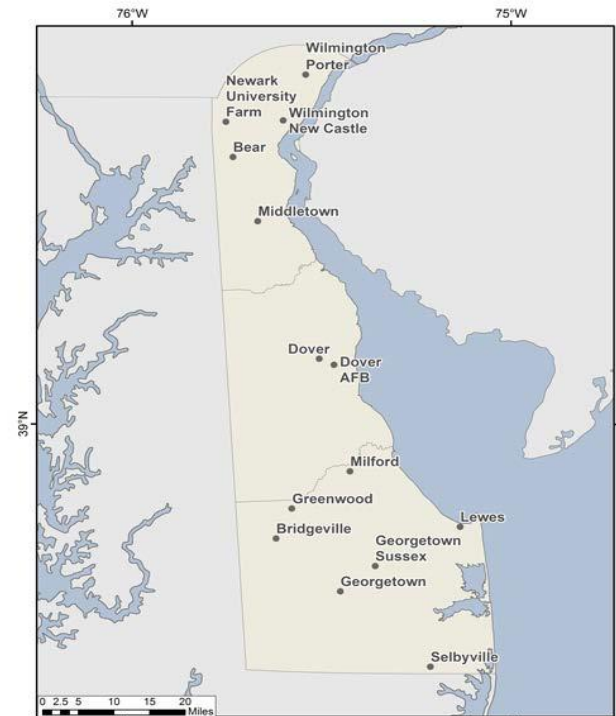 76°W
75°W
Wilmington
Porter
Newark
University
Farm
Wilmington
New Castle
Bear
Middletown
Dover
Dover
AFB
39°N
Milford
Greenwood
Lewes
Bridgeville
Georgetown
Sussex
Georgetown
Selbyville
0 2.5 5 10 15 20
Miles